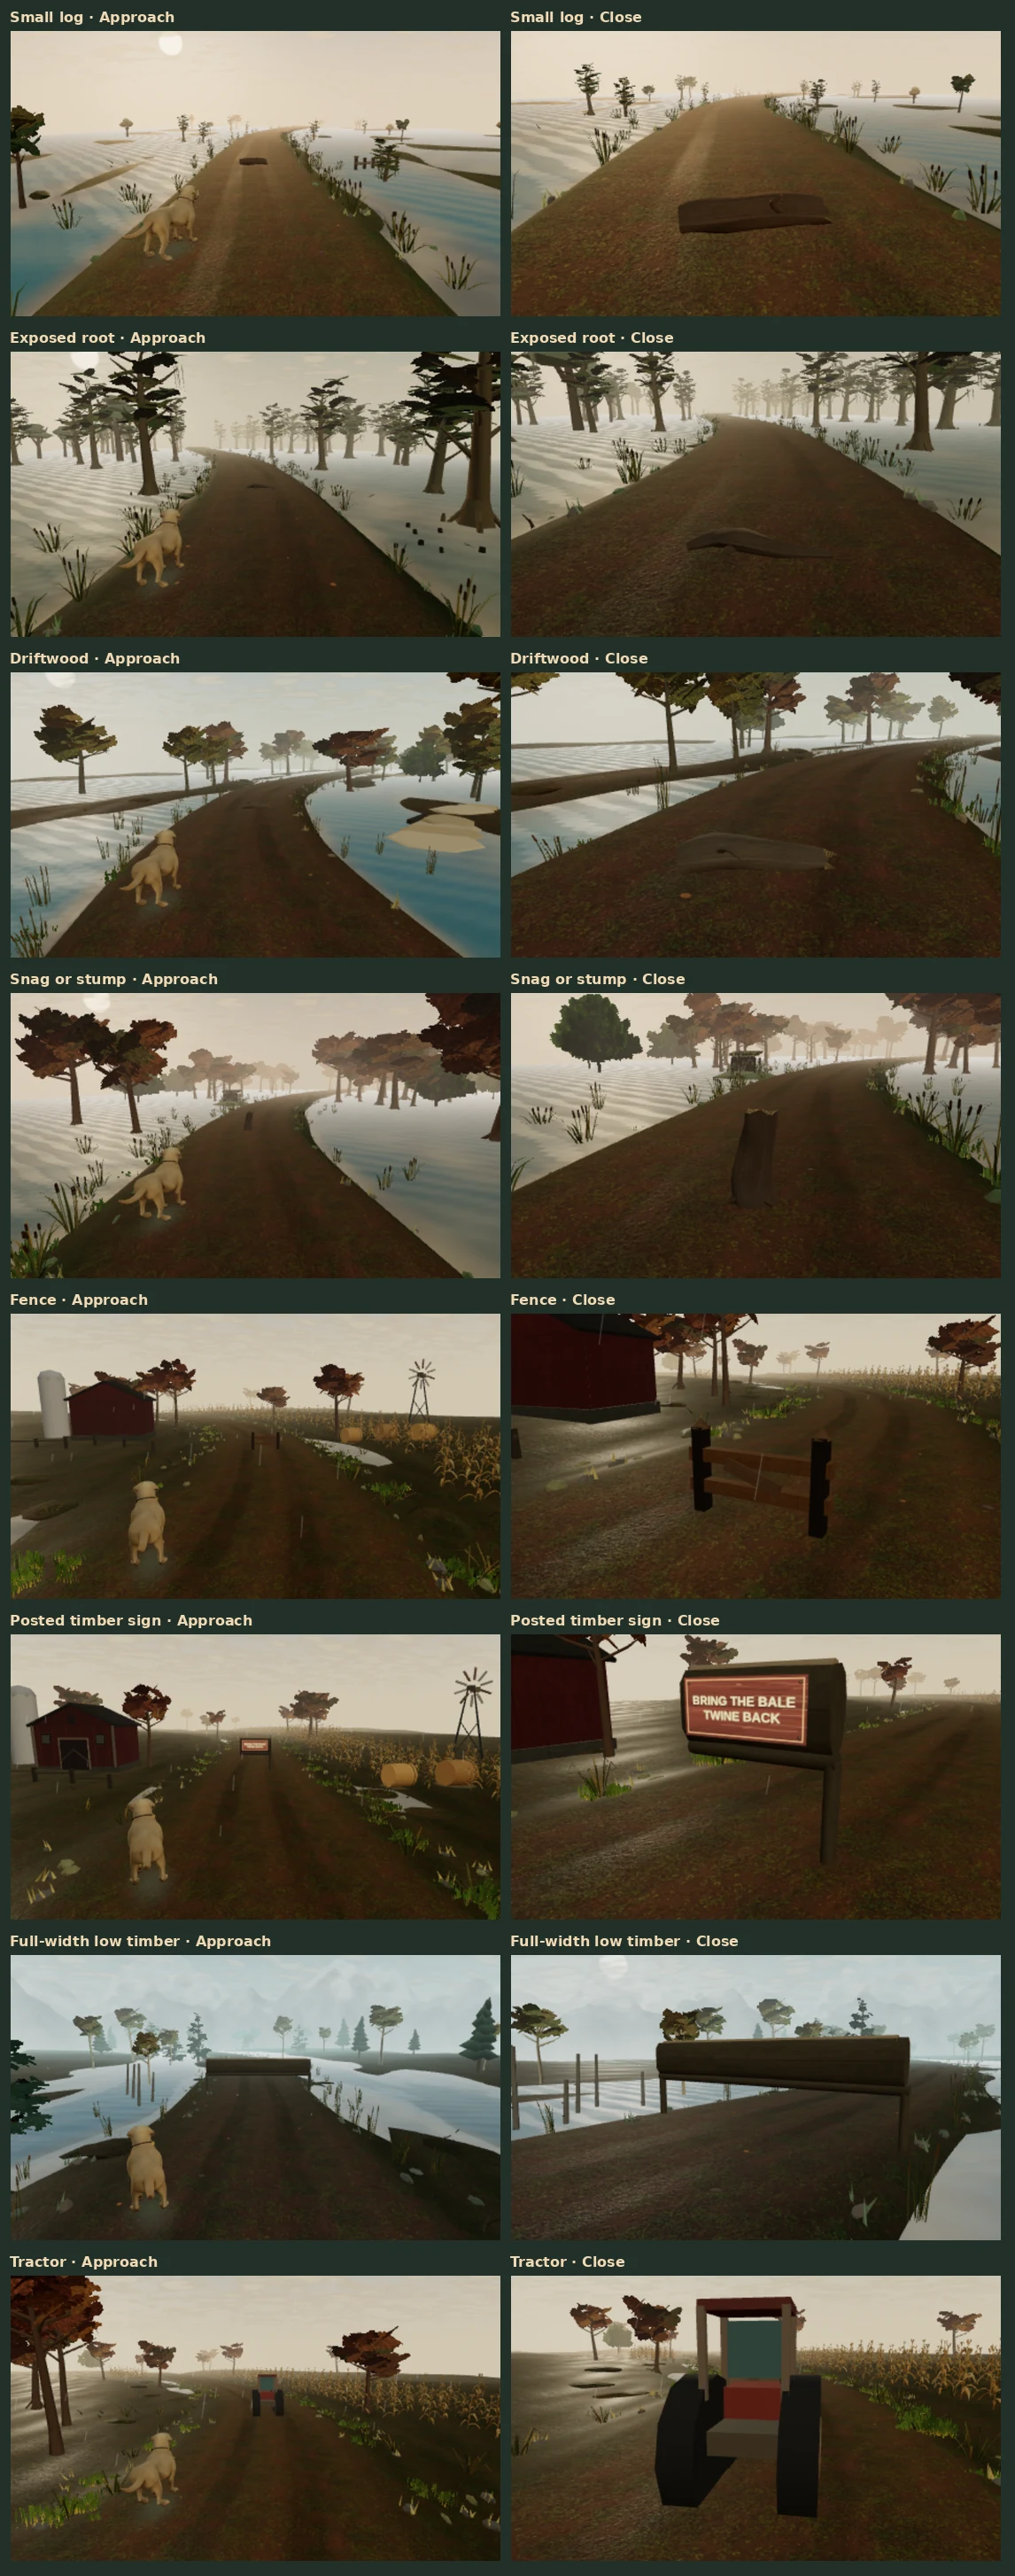 Small log · Approach
Small log · Close
Exposed root · Approach
Exposed root · Close
Driftwood · Approach
Driftwood · Close
Snag or stump · Approach
Snag or stump · Close
Fence · Approach
Fence · Close
Posted timber sign · Approach
Posted timber sign · Close
BRING THE BALE
TWINE BACK
Full-width low timber · Approach
Full-width low timber · Close
Tractor · Approach
Tractor · Close